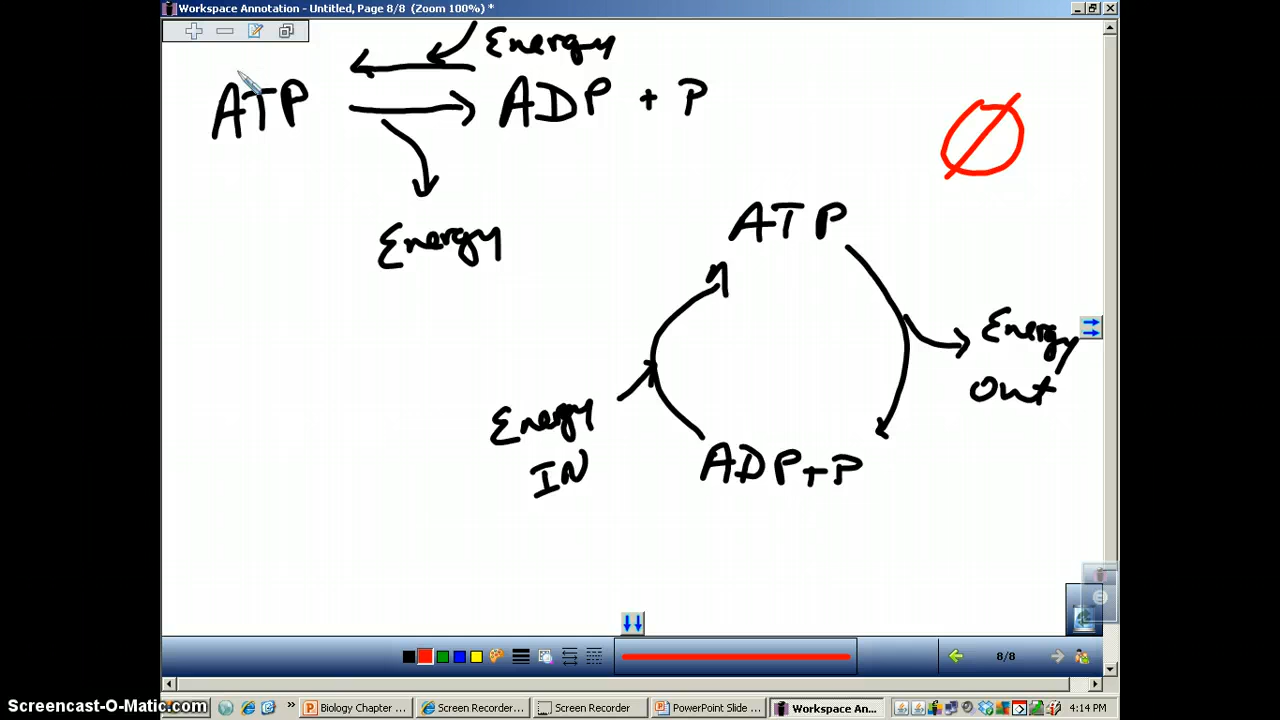 Workspace Annotation - Untitled, Page 8/8 (Zoom 100%) *
Energy
ATP
ADP + P
Energy
ATP
Energy
Out
Energy
IN
ADP+P
8/8
Screencast-O-Matic.com
»
Biology Chapter ...
Screen Recorder...
Screen Recorder
PowerPoint Slide ...
Workspace Ann...
4:14 PM